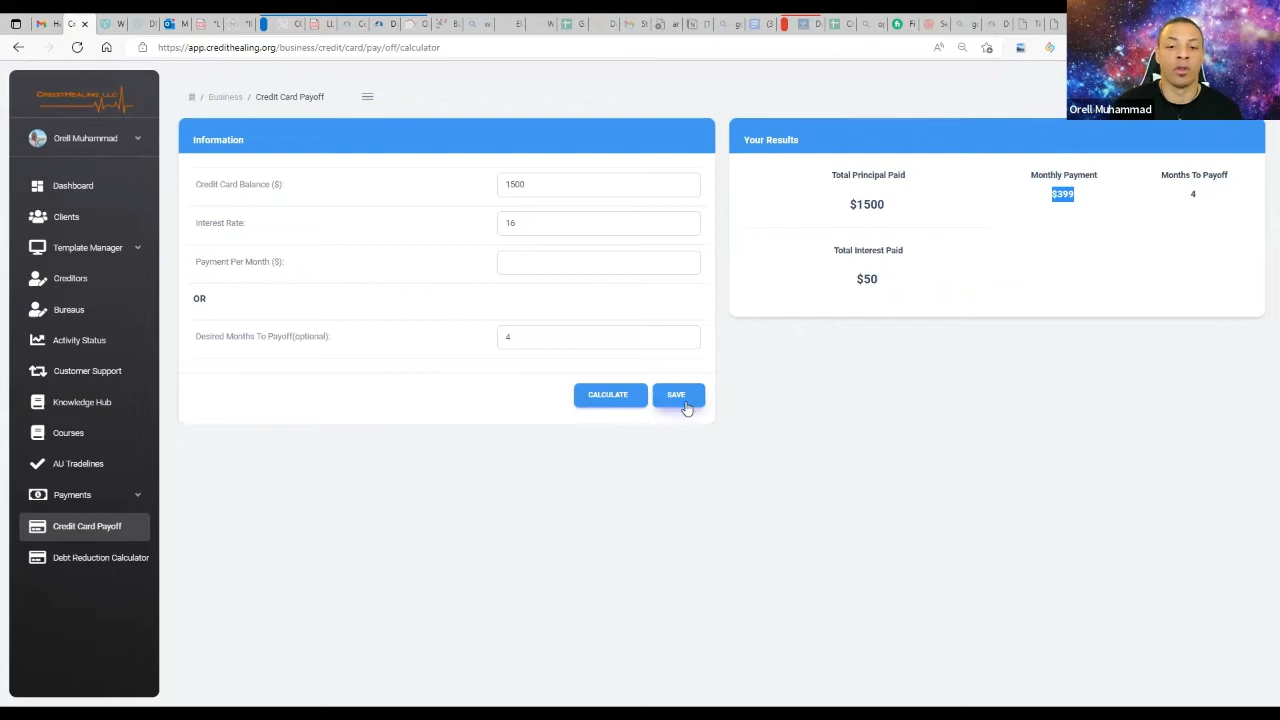 https://app.credithealing.org/business/credit/card/pay/off/calculator
Orell Muhammad
CREDITHEALING, LLC
Orell Muhammad
Dashboard
Clients
Template Manager
Creditors
Bureaus
Activity Status
Customer Support
Knowledge Hub
Courses
AU Tradelines
Payments
Credit Card Payoff
Debt Reduction Calculator
/ Business / Credit Card Payoff
Information
Credit Card Balance ($): 1500
Interest Rate: 16
Payment Per Month ($):
OR
Desired Months To Payoff(optional): 4
CALCULATE SAVE
Your Results
Total Principal Paid Monthly Payment Months To Payoff
$1500 $399 4
Total Interest Paid
$50